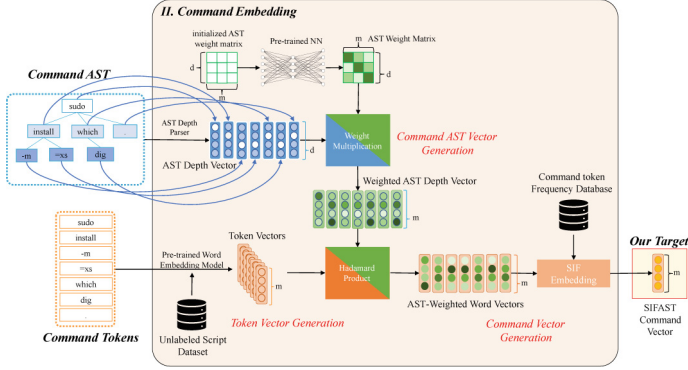 II. Command Embedding
initialized AST
weight matrix
Pre-trained NN
m
AST Weight Matrix
d
d
m
Command AST
sudo
install
which
.
-m
=xs
dig
AST Depth
Parser
d
AST Depth Vector
Weight
Multiplication
Command AST Vector
Generation
Weighted AST Depth Vector
m
Command token
Frequency Database
sudo
install
-m
=xs
which
dig
.
Command Tokens
Pre-trained Word
Embedding Model
Token Vectors
m
Hadamard
Product
m
AST-Weighted Word Vectors
SIF
Embedding
Our Target
m
SIFAST
Command
Vector
Unlabeled Script
Dataset
Token Vector Generation
Command Vector
Generation